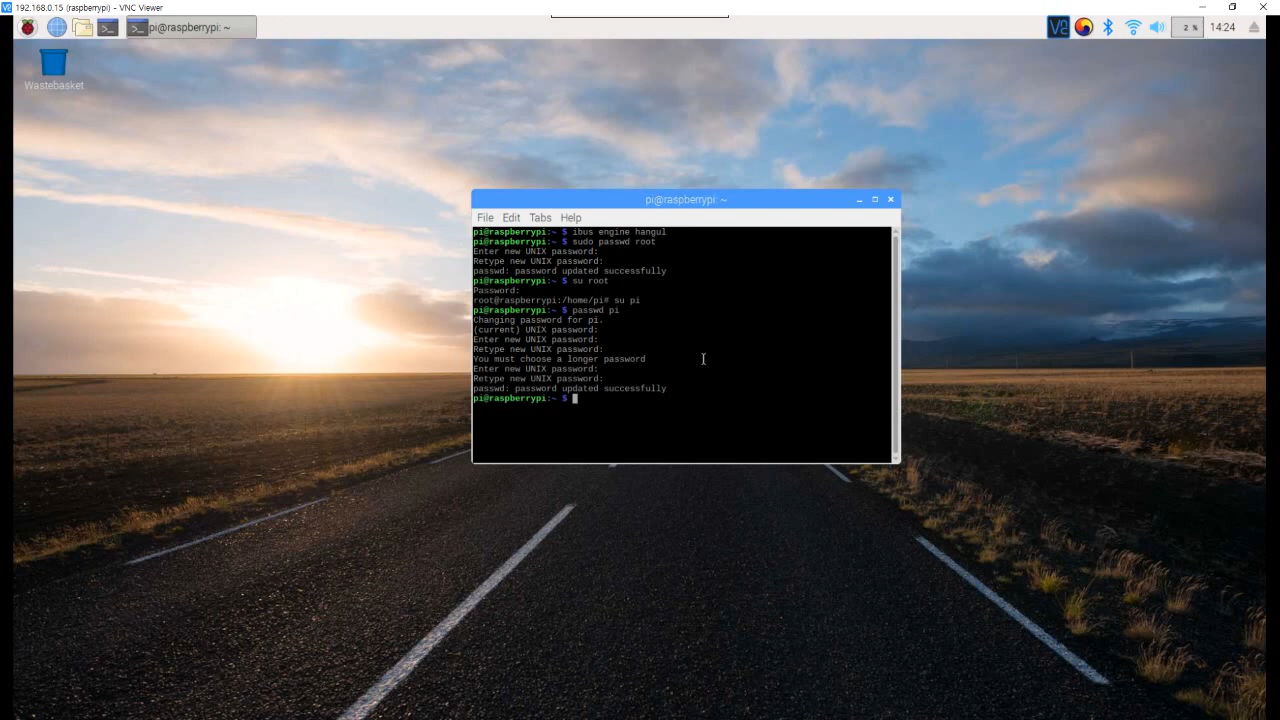 192.168.0.15 (raspberrypi) - VNC Viewer
pi@raspberrypi: ~
2 %
14:24
Wastebasket
pi@raspberrypi: ~
File Edit Tabs Help
pi@raspberrypi:~ $ ibus engine hangul
pi@raspberrypi:~ $ sudo passwd root
Enter new UNIX password:
Retype new UNIX password:
passwd: password updated successfully
pi@raspberrypi:~ $ su root
Password:
root@raspberrypi:/home/pi# su pi
pi@raspberrypi:~ $ passwd pi
Changing password for pi.
(current) UNIX password:
Enter new UNIX password:
Retype new UNIX password:
You must choose a longer password
Enter new UNIX password:
Retype new UNIX password:
passwd: password updated successfully
pi@raspberrypi:~ $